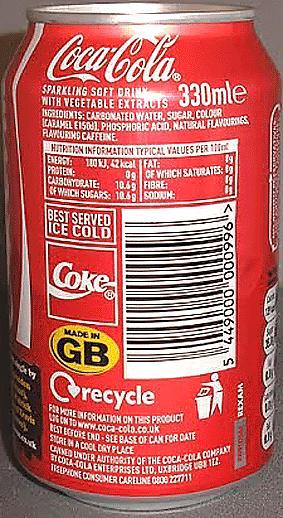 Coca-Cola®
SPARKLING SOFT DRINK
WITH VEGETABLE EXTRACTS 330mle
INGREDIENTS: CARBONATED WATER, SUGAR, COLOUR
(CARAMEL E150d), PHOSPHORIC ACID, NATURAL FLAVOURINGS,
FLAVOURING CAFFEINE.
NUTRITION INFORMATION TYPICAL VALUES PER 100ml
ENERGY: 180 kJ, 42kcal FAT: 0g
PROTEIN: 0g OF WHICH SATURATES: 0g
CARBOHYDRATE: 10.6g FIBRE: 0g
OF WHICH SUGARS: 10.6g SODIUM: 0g
BEST SERVED
ICE COLD
Coke®
5 449000 000996 >
MADE IN
GB
recycle
FOR MORE INFORMATION ON THIS PRODUCT
LOG ON TO www.coca-cola.co.uk
BEST BEFORE END - SEE BASE OF CAN FOR DATE
STORE IN A COOL DRY PLACE
CANNED UNDER AUTHORITY OF THE COCA-COLA COMPANY
BY COCA-COLA ENTERPRISES LTD, UXBRIDGE UB8 1EZ.
TELEPHONE CONSUMER CARELINE 0800 227711
REXAM
by
.co.uk